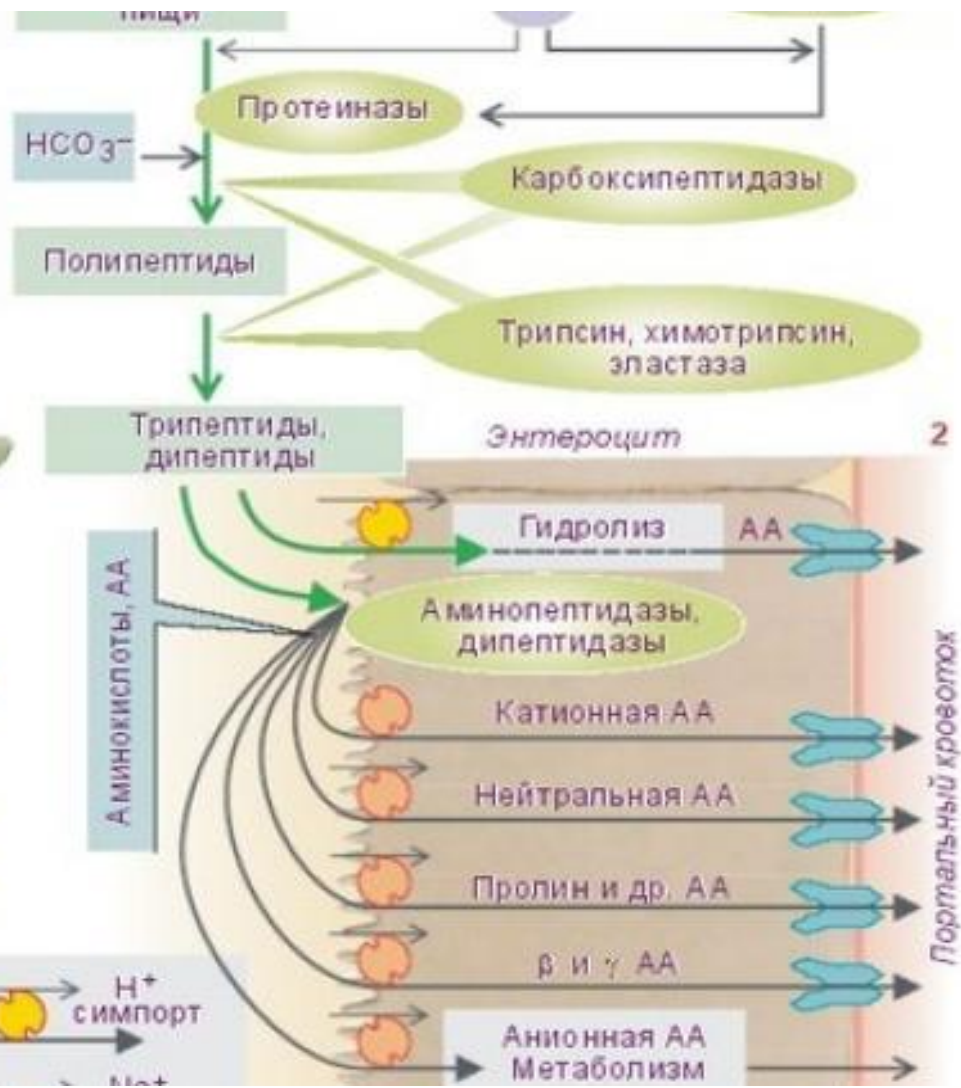 пищи
Протеиназы
HCO3–
Карбоксипептидазы
Полипептиды
Трипсин, химотрипсин,
эластаза
Трипептиды,
дипептиды
Энтероцит
2
Гидролиз
АА
Аминокислоты, АА
Аминопептидазы,
дипептидазы
Катионная АА
Нейтральная АА
Пролин и др. АА
β и γ АА
Портальный кровоток
H+
симпорт
Анионная АА
Метаболизм
Na+